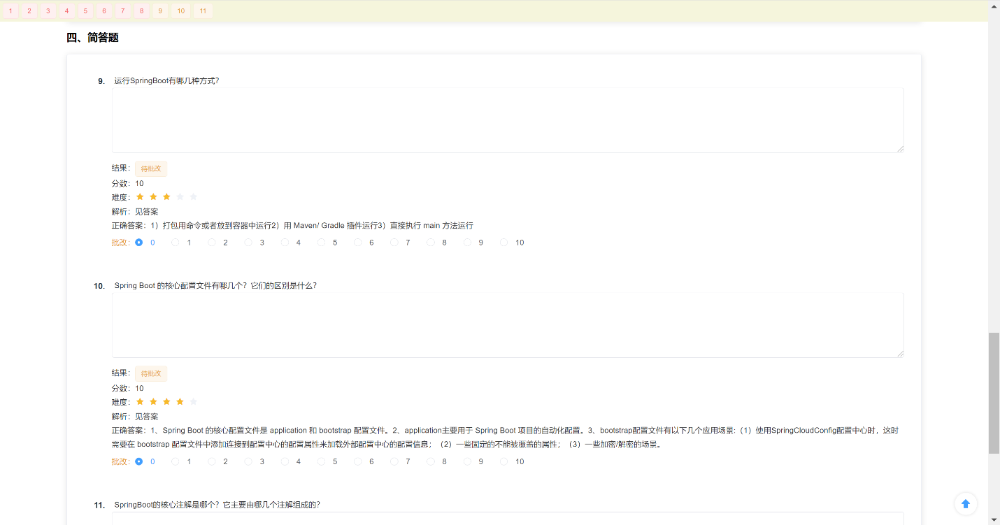 1 2 3 4 5 6 7 8 9 10 11
四、简答题
9. 运行SpringBoot有哪几种方式？
结果： 待批改
分数：10
难度：
解析：见答案
正确答案：1）打包用命令或者放到容器中运行2）用 Maven/ Gradle 插件运行3）直接执行 main 方法运行
批改： 0 1 2 3 4 5 6 7 8 9 10
10. Spring Boot 的核心配置文件有哪几个？它们的区别是什么？
结果： 待批改
分数：10
难度：
解析：见答案
正确答案：1、Spring Boot 的核心配置文件是 application 和 bootstrap 配置文件。2、application主要用于 Spring Boot 项目的自动化配置。3、bootstrap配置文件有以下几个应用场景:（1）使用SpringCloudConfig配置中心时，这时
需要在 bootstrap 配置文件中添加连接到配置中心的配置属性来加载外部配置中心的配置信息；（2）一些固定的不能被覆盖的属性；（3）一些加密/解密的场景。
批改： 0 1 2 3 4 5 6 7 8 9 10
11. SpringBoot的核心注解是哪个？它主要由哪几个注解组成的？